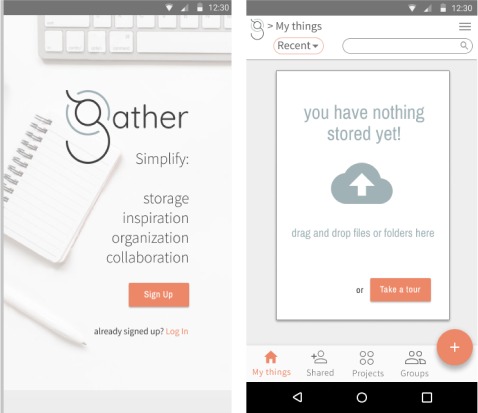 12:30
gather
Simplify:
storage
inspiration
organization
collaboration
Sign Up
already signed up? Log In
12:30
> My things
Recent
you have nothing
stored yet!
drag and drop files or folders here
or Take a tour
+
My things Shared Projects Groups